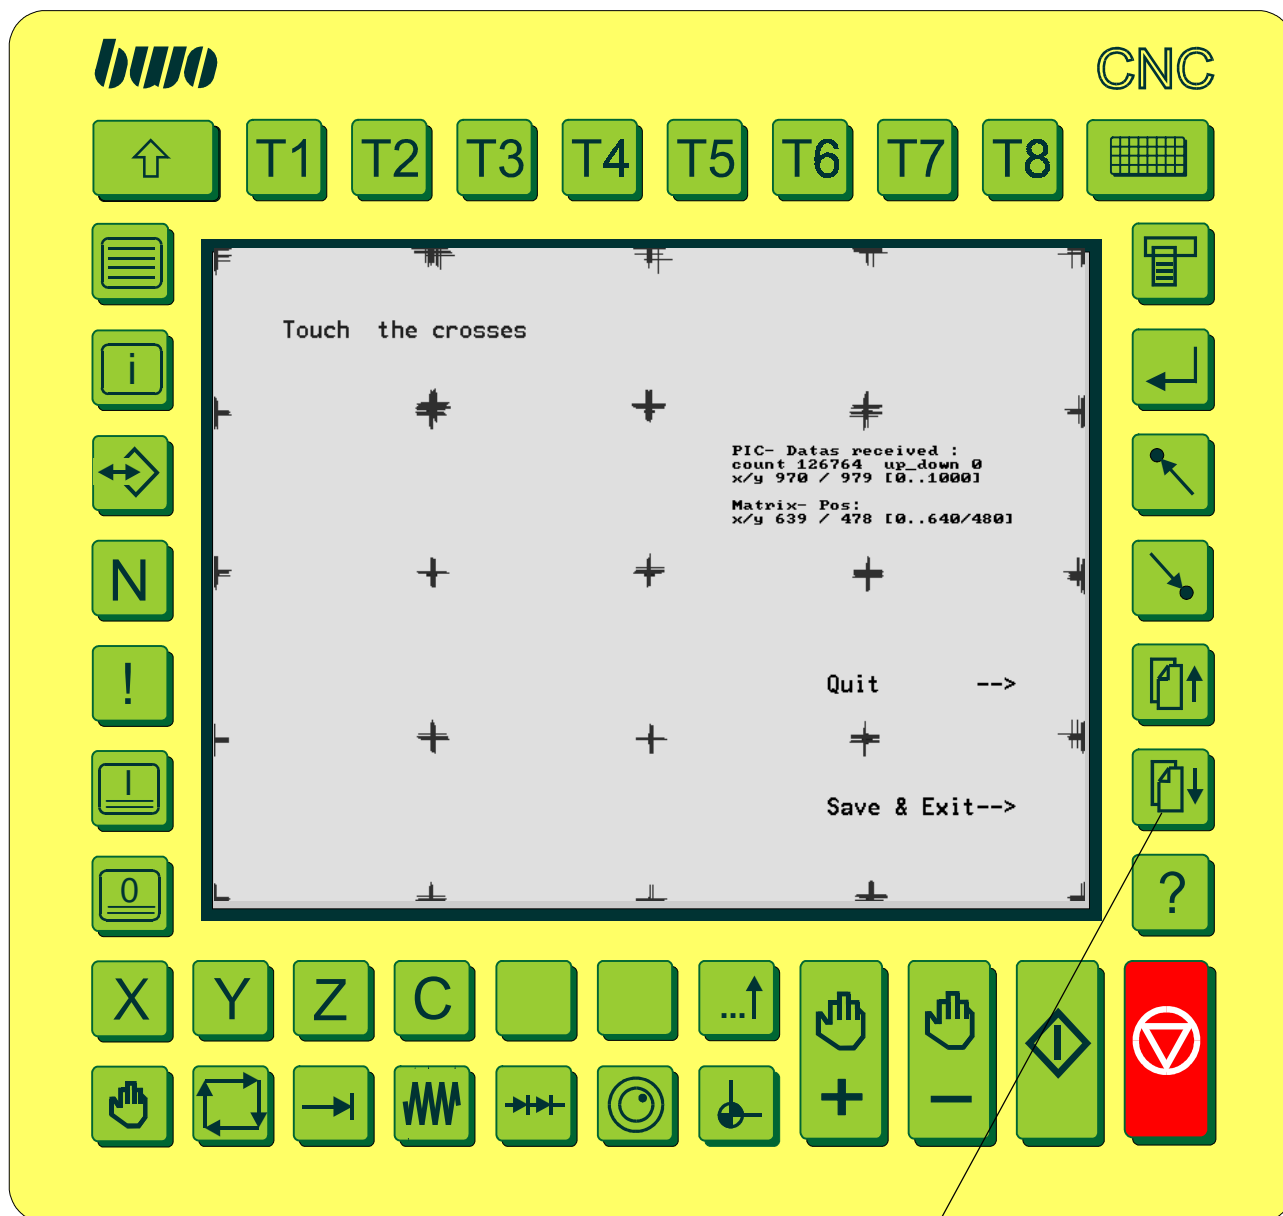 bwo
CNC
T1 T2 T3 T4 T5 T6 T7 T8
i
N
!
I
0
Touch  the crosses
PIC- Datas received :
count 126764  up_down 0
x/y 970 / 979 [0..1000]
Matrix- Pos:
x/y 639 / 478 [0..640/480]
Quit -->
Save & Exit-->
?
X Y Z C ...
+ −